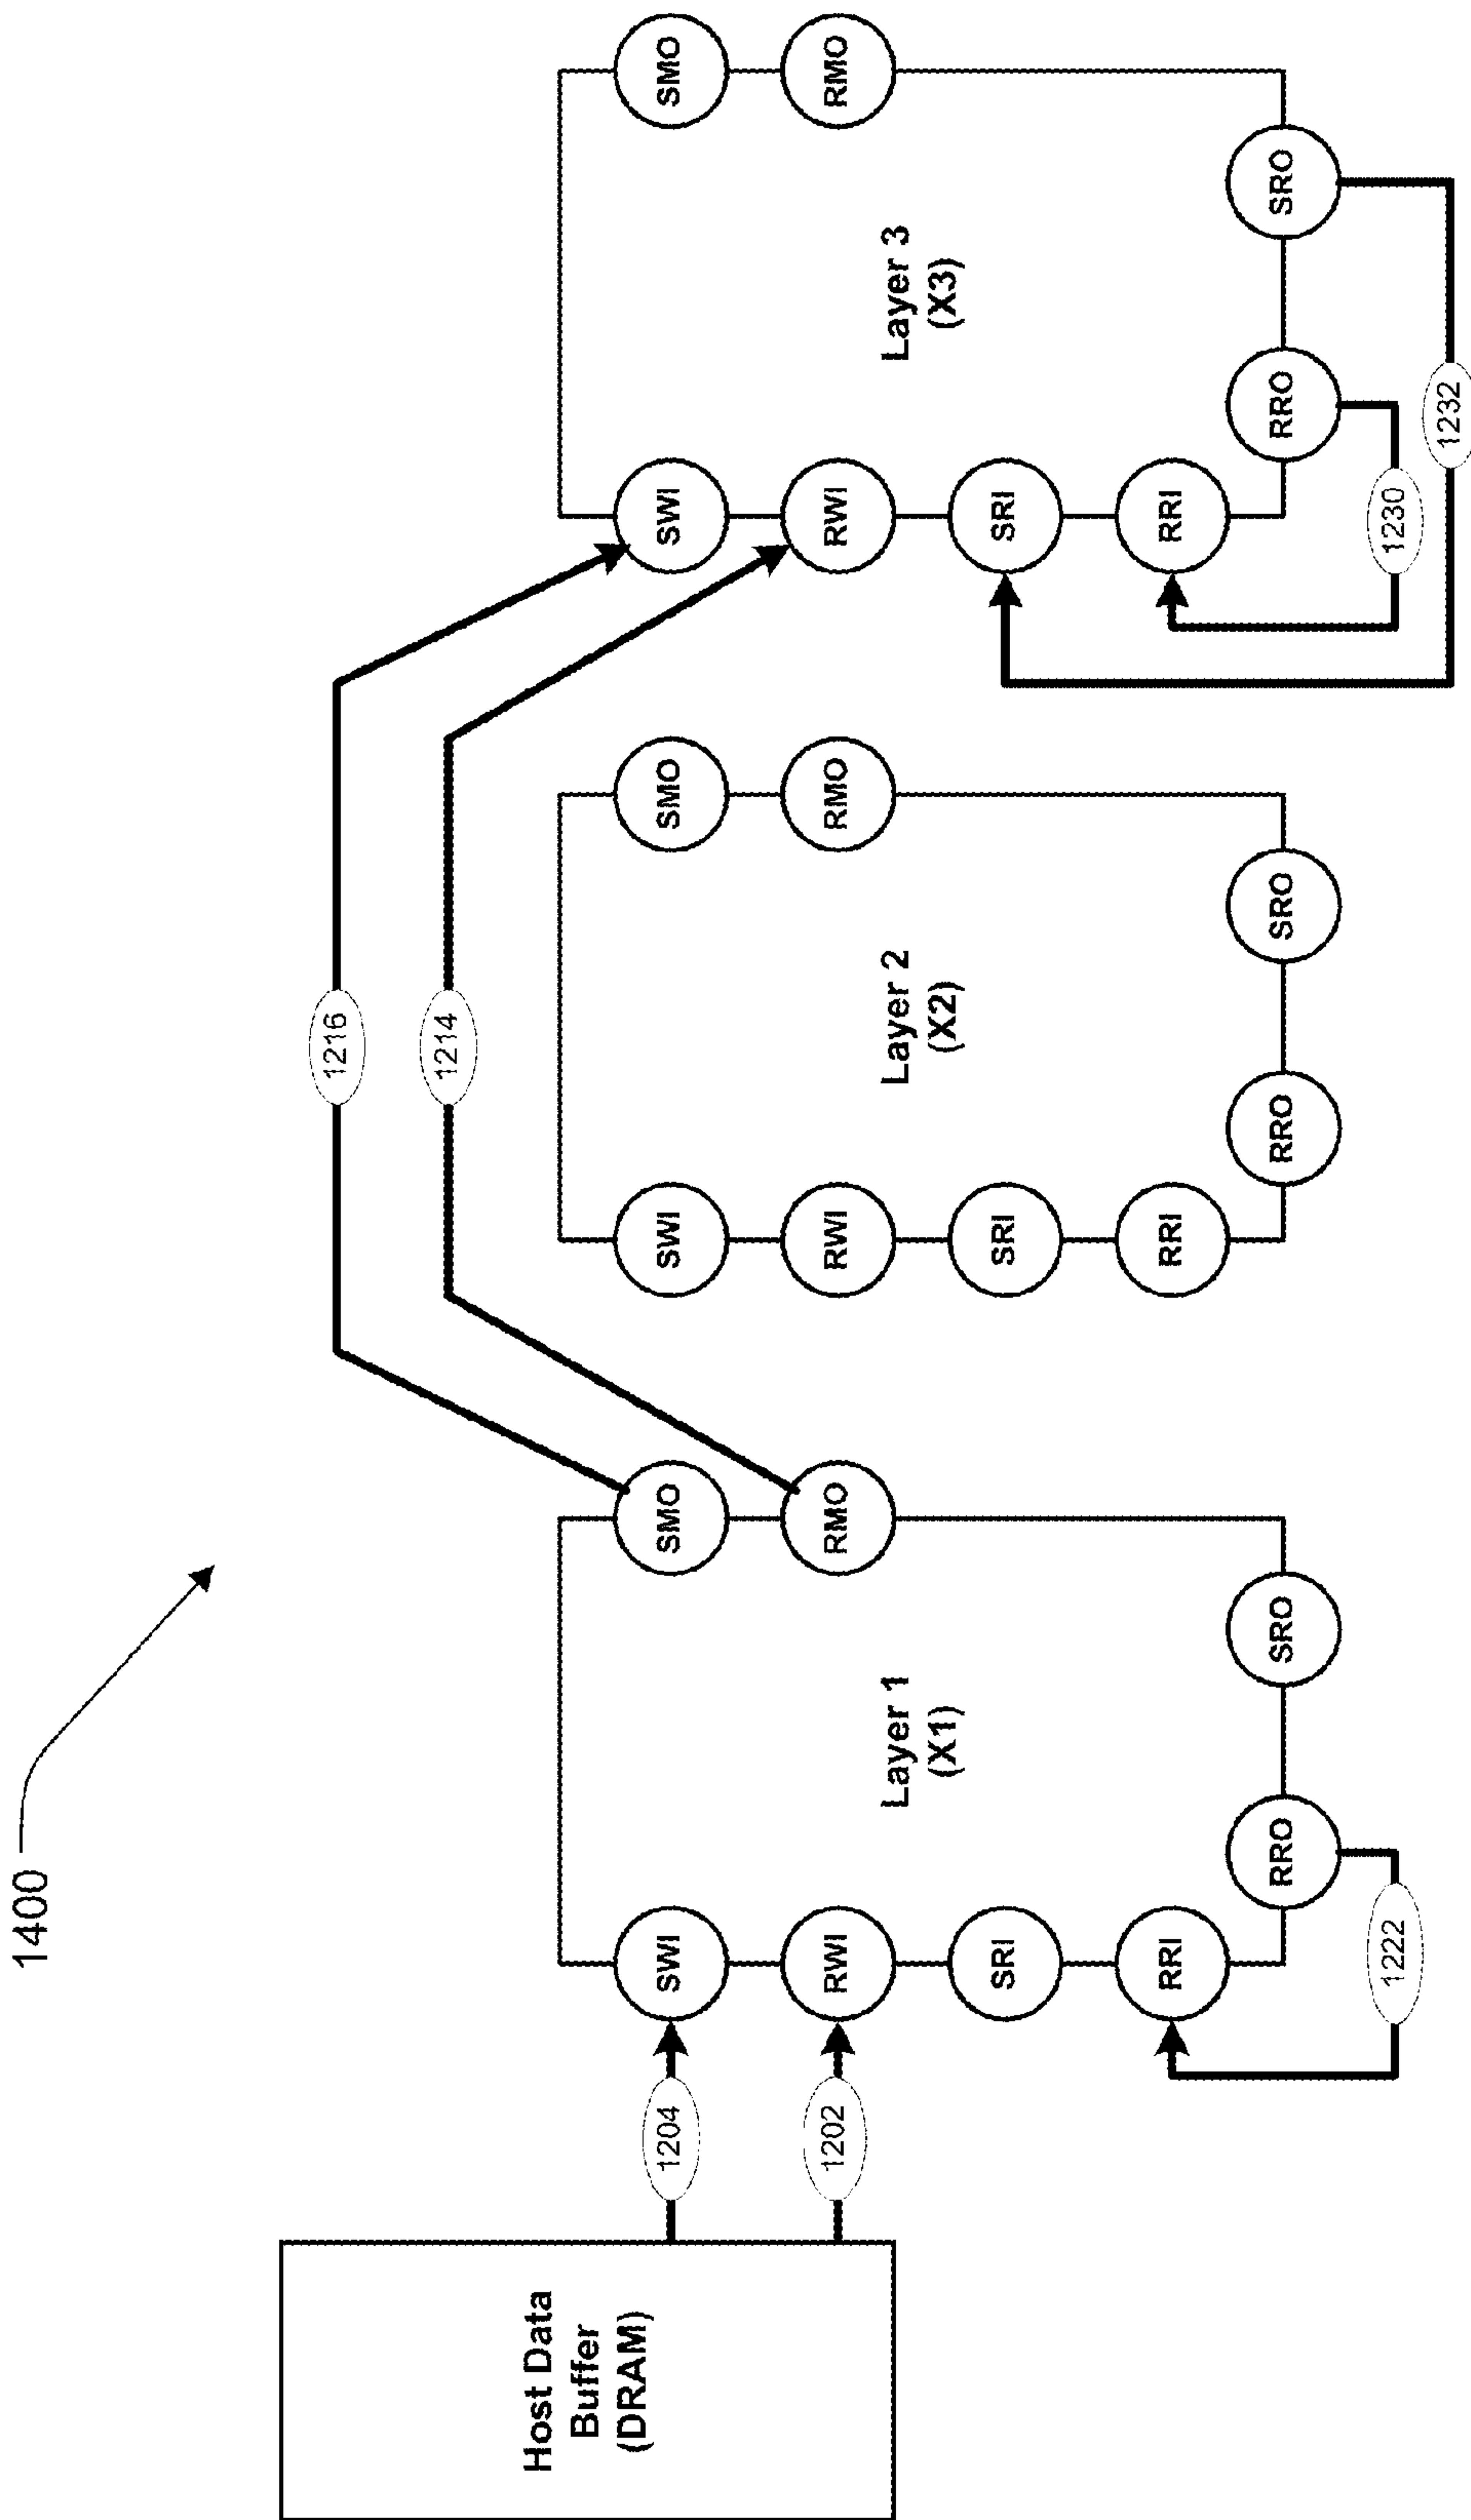 1400
1216
1214
Host Data
Buffer
(DRAM)
1204
1202
SWI
RWI
SRI
RRI
SMO
RMO
Layer 1
(X1)
RRO
SRO
1222
SWI
RWI
SRI
RRI
SMO
RMO
Layer 2
(X2)
RRO
SRO
SWI
RWI
SRI
RRI
SMO
RMO
Layer 3
(X3)
RRO
SRO
1230
1232